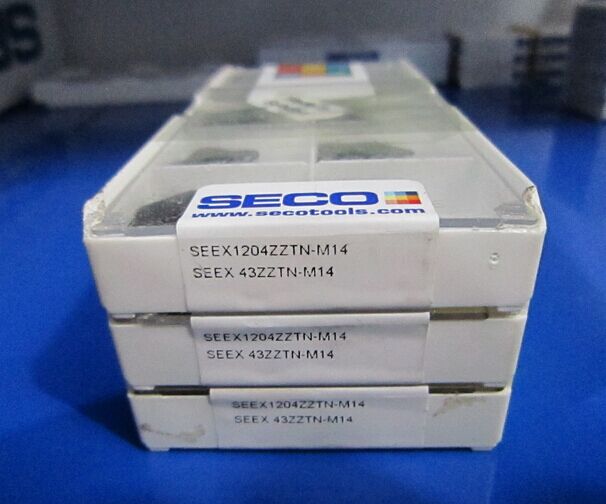 SECO
www.secotools.com
SEEX1204ZZTN-M14
SEEX 43ZZTN-M14
SEEX1204ZZTN-M14
SEEX 43ZZTN-M14
SEEX1204ZZTN-M14
SEEX 43ZZTN-M14